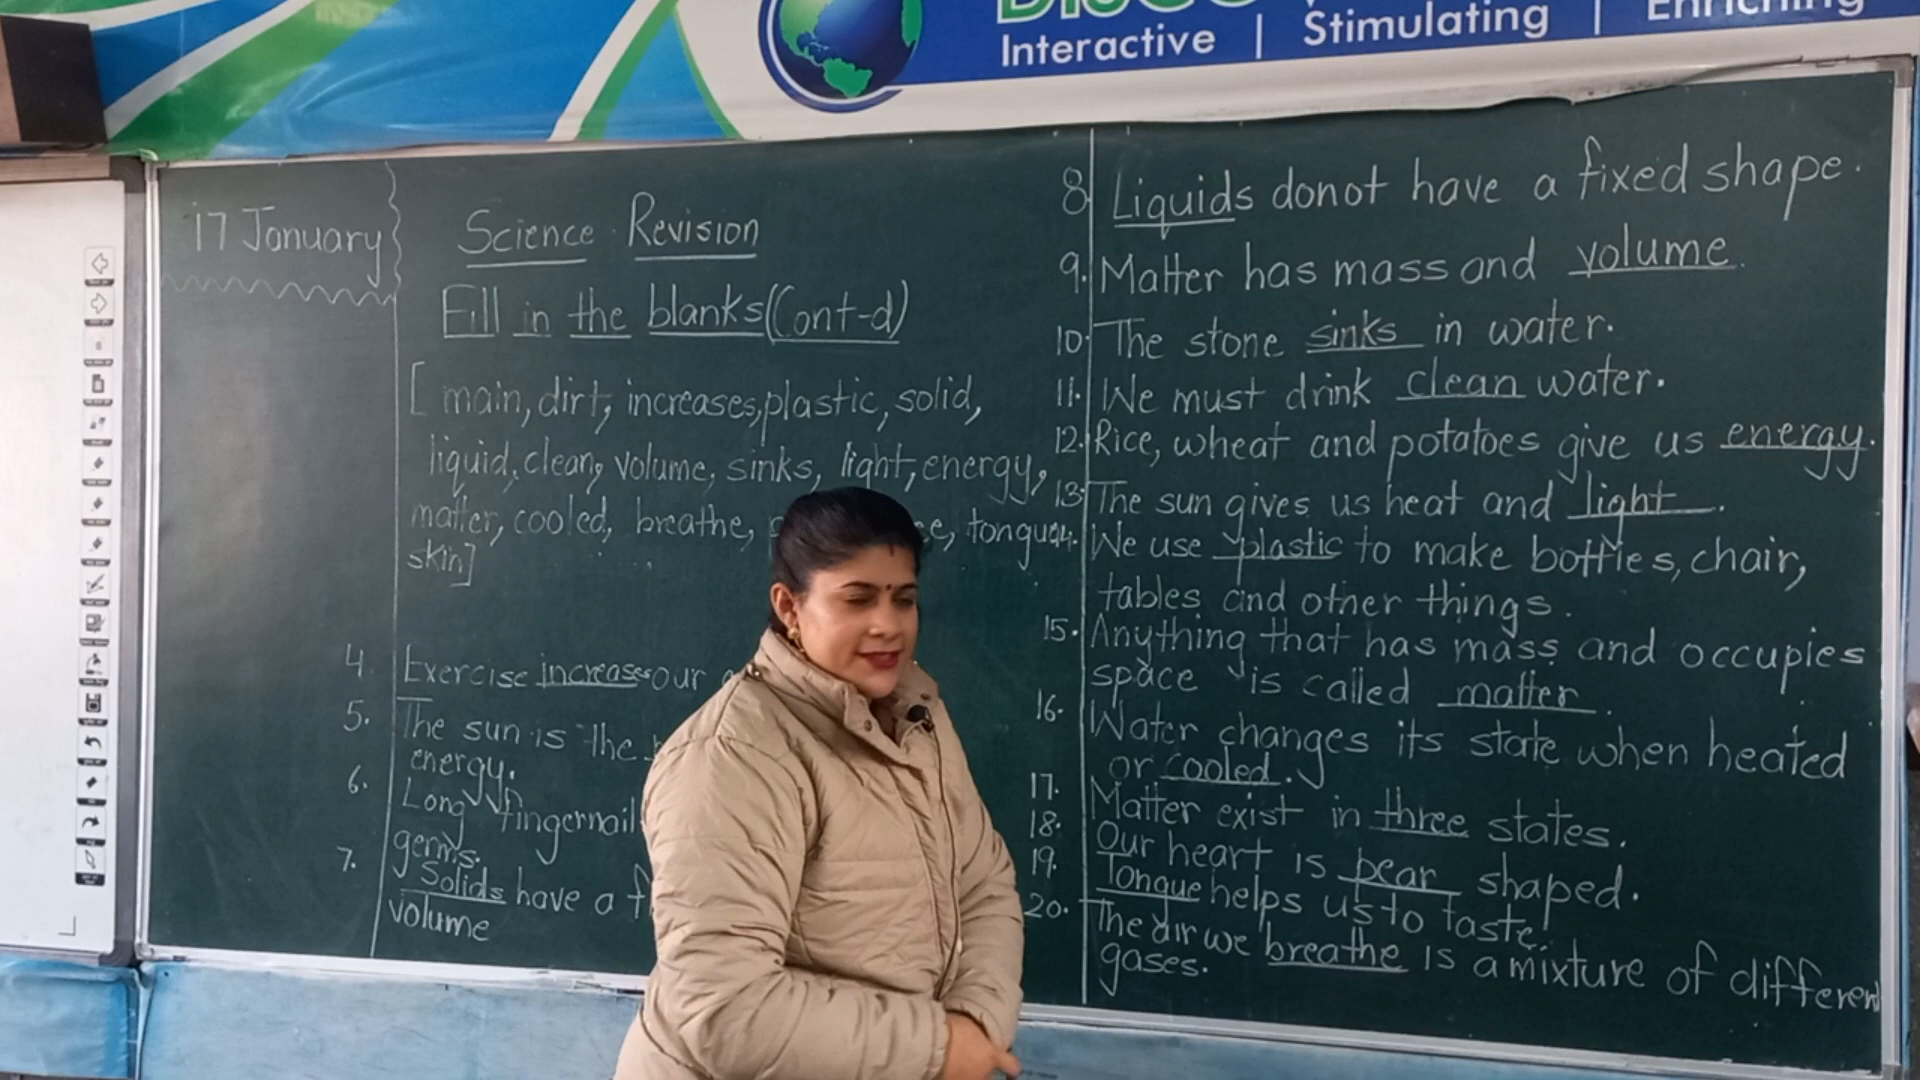 Interactive | Stimulating |
17 January
Science Revision
Fill in the blanks (Cont-d)
[ main, dirt, increases, plastic, solid,
liquid, clean, volume, sinks, light, energy,
matter, cooled, breathe, tongue
skin]
4. Exercise increases our
5. The sun is the
energy.
6. Long fingernail
germs.
7. Solids have a
volume
8. Liquids donot have a fixed shape.
9. Matter has mass and volume.
10. The stone sinks in water.
11. We must drink clean water.
12. Rice, wheat and potatoes give us energy.
13. The sun gives us heat and light.
14. We use plastic to make bottles, chair,
tables and other things.
15. Anything that has mass and occupies
space is called matter.
16. Water changes its state when heated
or cooled.
17. Matter exist in three states.
18. Our heart is pear shaped.
19. Tongue helps us to taste.
20. The air we breathe is a mixture of different
gases.